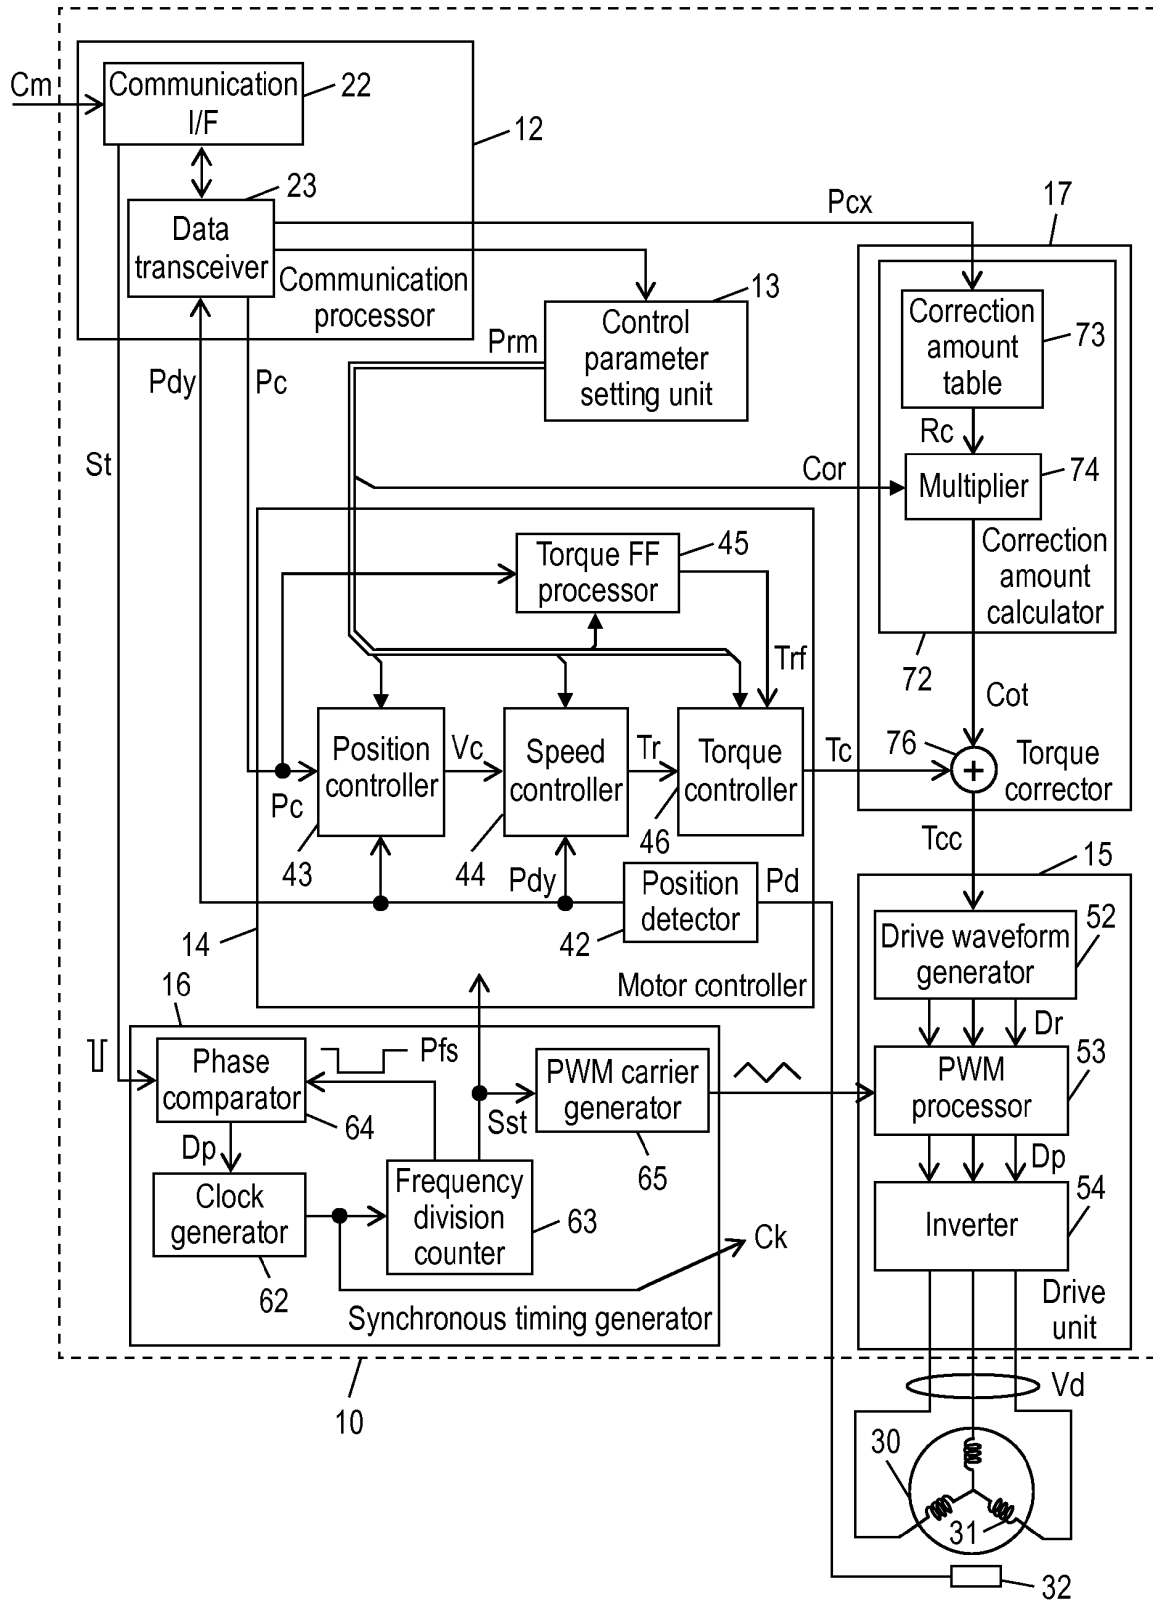 Cm
Communication
I/F
22
12
23
Data
transceiver
Communication
processor
Pcx
17
13
Control
parameter
setting unit
Correction
amount
table
73
Prm
Pdy
Pc
St
Rc
Cor
Multiplier
74
Correction
amount
calculator
72
Torque FF
processor
45
Trf
Cot
76
Torque
corrector
Position
controller
Vc
Speed
controller
Tr
Torque
controller
Tc
Pc
43
44
46
Tcc
15
Pdy
Position
detector
Pd
42
14
Motor controller
Drive waveform
generator
52
16
Phase
comparator
Pfs
64
PWM carrier
generator
65
Sst
Dr
PWM
processor
53
Dp
Dp
Clock
generator
62
Frequency
division
counter
63
Ck
Inverter
54
Synchronous timing generator
Drive
unit
10
Vd
30
31
32